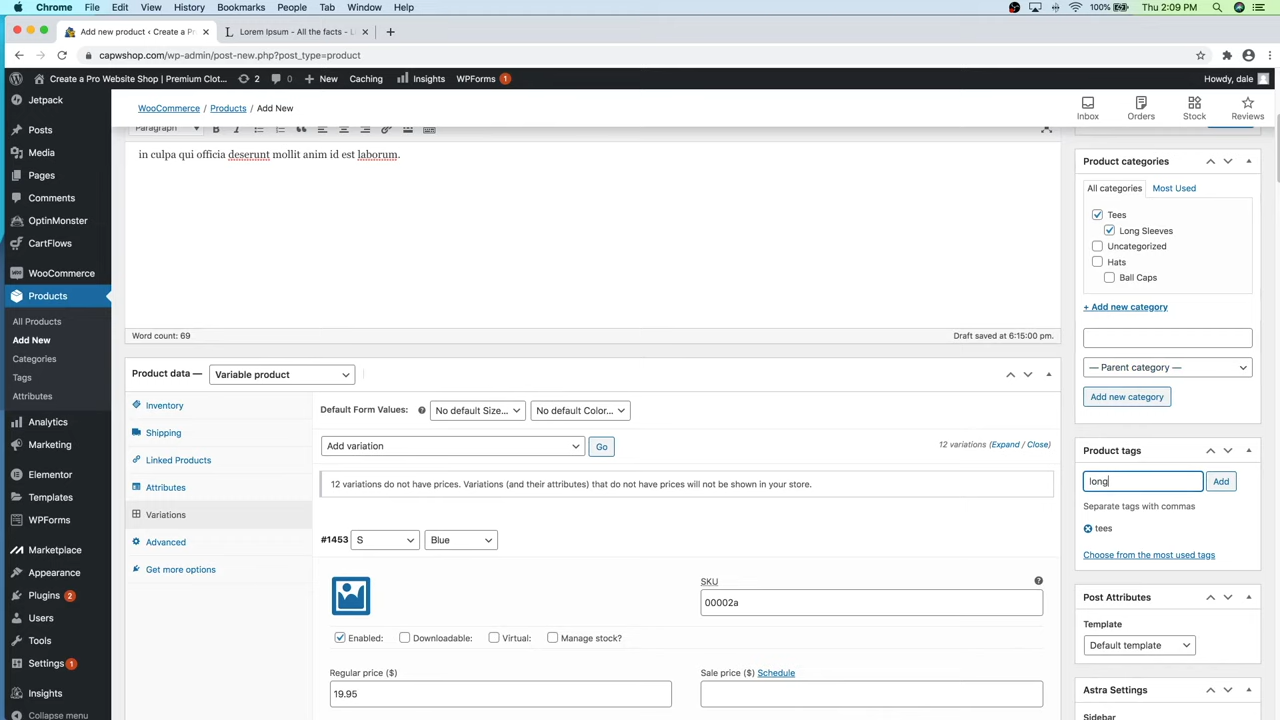 Chrome File Edit View History Bookmarks People Tab Window Help 100% Thu 2:09 PM
Add new product ‹ Create a Pr × Lorem Ipsum - All the facts - L × +
capwshop.com/wp-admin/post-new.php?post_type=product
Create a Pro Website Shop | Premium Clot... 2 0 + New Caching Insights WPForms 1 Howdy, dale
Jetpack
Posts
Media
Pages
Comments
OptinMonster
CartFlows
WooCommerce
Products
All Products
Add New
Categories
Tags
Attributes
Analytics
Marketing
Elementor
Templates
WPForms
Marketplace
Appearance
Plugins 2
Users
Tools
Settings 1
Insights
Collapse menu
WooCommerce / Products / Add New
Inbox Orders Stock Reviews
Paragraph B I
in culpa qui officia deserunt mollit anim id est laborum.
Word count: 69 Draft saved at 6:15:00 pm.
Product data — Variable product
Inventory
Shipping
Linked Products
Attributes
Variations
Advanced
Get more options
Default Form Values: No default Size... No default Color...
Add variation Go 12 variations (Expand / Close)
12 variations do not have prices. Variations (and their attributes) that do not have prices will not be shown in your store.
#1453 S Blue
SKU
00002a
Enabled: Downloadable: Virtual: Manage stock?
Regular price ($) Sale price ($) Schedule
19.95
Product categories
All categories Most Used
Tees
Long Sleeves
Uncategorized
Hats
Ball Caps
+ Add new category
— Parent category —
Add new category
Product tags
long Add
Separate tags with commas
tees
Choose from the most used tags
Post Attributes
Template
Default template
Astra Settings
Sidebar